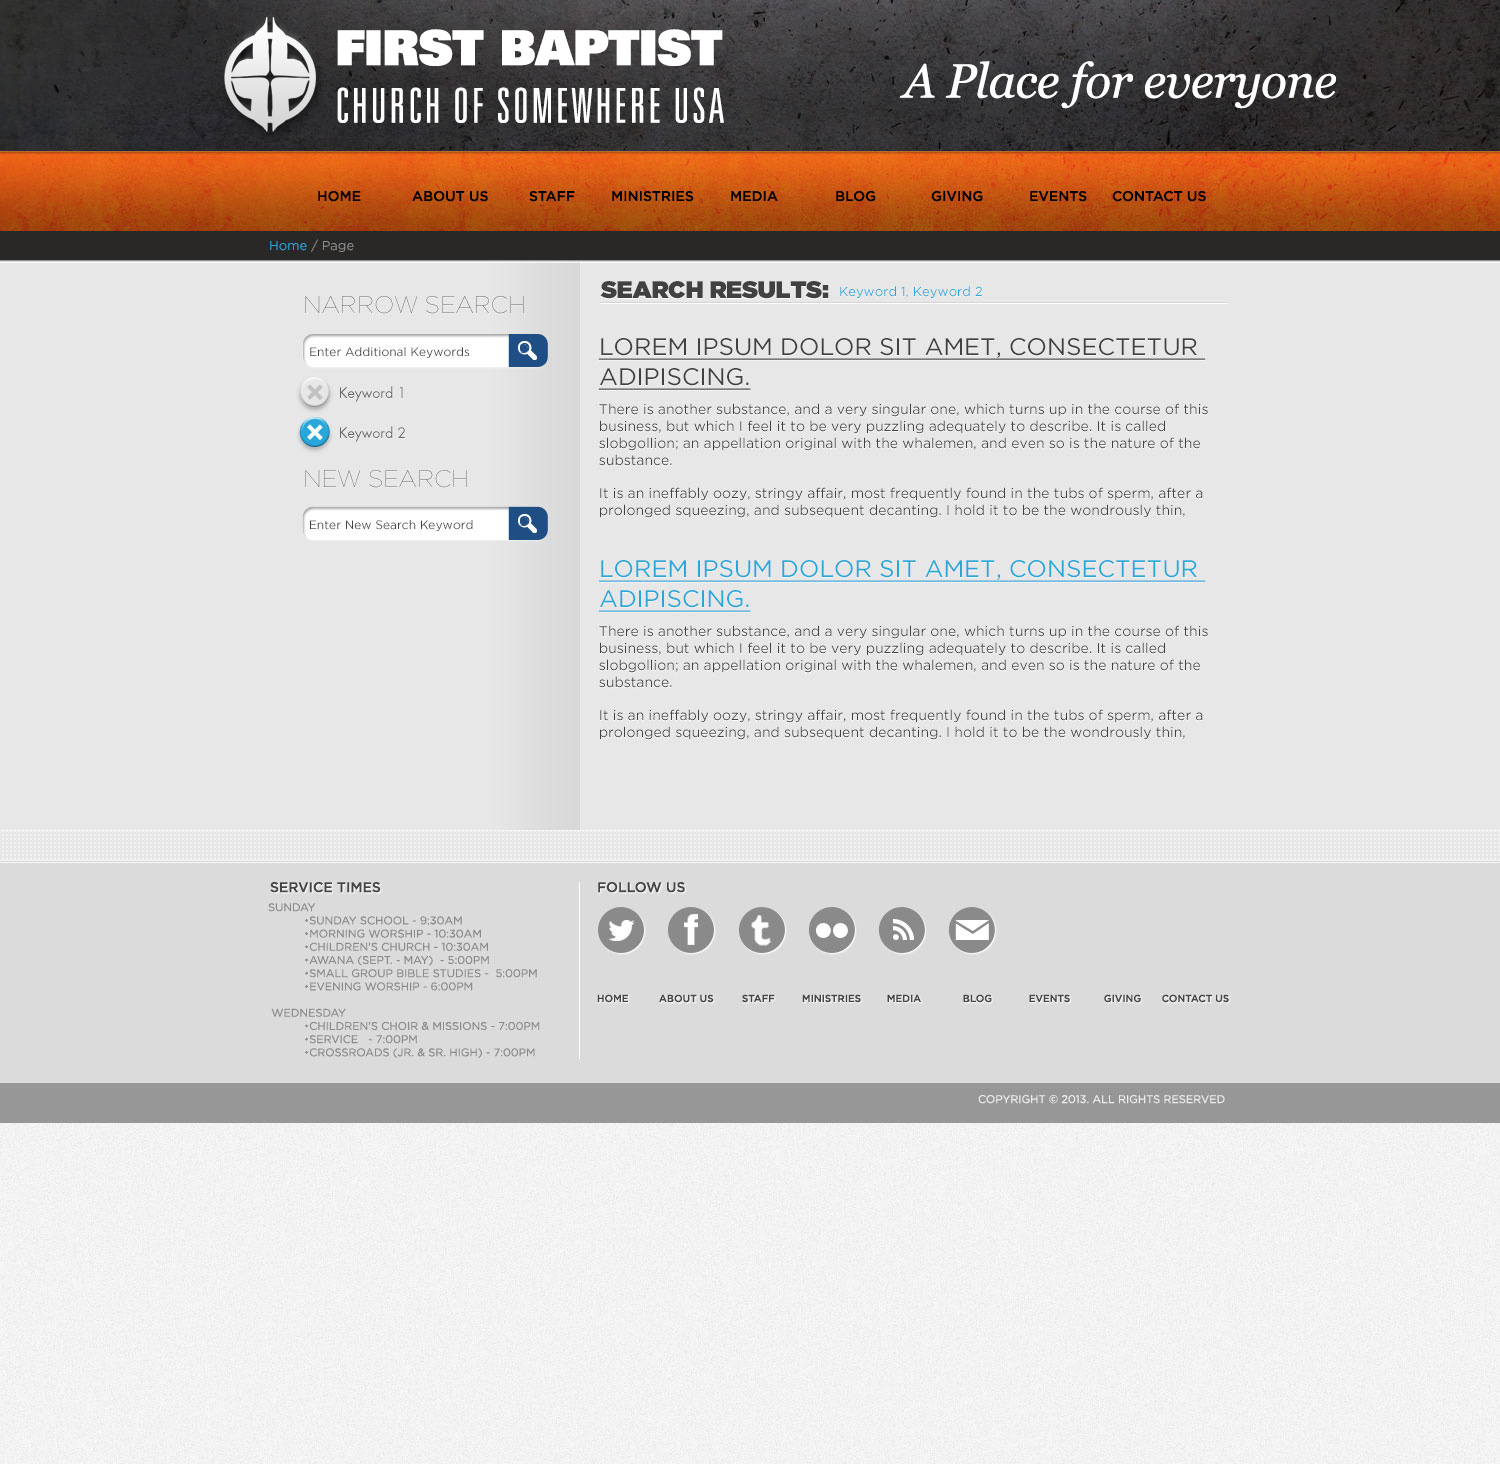 FIRST BAPTIST
CHURCH OF SOMEWHERE USA
A Place for everyone
HOME ABOUT US STAFF MINISTRIES MEDIA BLOG GIVING EVENTS CONTACT US
Home / Page
NARROW SEARCH
Enter Additional Keywords
Keyword 1
Keyword 2
NEW SEARCH
Enter New Search Keyword
SEARCH RESULTS: Keyword 1, Keyword 2
LOREM IPSUM DOLOR SIT AMET, CONSECTETUR
ADIPISCING.
There is another substance, and a very singular one, which turns up in the course of this
business, but which I feel it to be very puzzling adequately to describe. It is called
slobgollion; an appellation original with the whalemen, and even so is the nature of the
substance.
It is an ineffably oozy, stringy affair, most frequently found in the tubs of sperm, after a
prolonged squeezing, and subsequent decanting. I hold it to be the wondrously thin,
LOREM IPSUM DOLOR SIT AMET, CONSECTETUR
ADIPISCING.
There is another substance, and a very singular one, which turns up in the course of this
business, but which I feel it to be very puzzling adequately to describe. It is called
slobgollion; an appellation original with the whalemen, and even so is the nature of the
substance.
It is an ineffably oozy, stringy affair, most frequently found in the tubs of sperm, after a
prolonged squeezing, and subsequent decanting. I hold it to be the wondrously thin,
SERVICE TIMES
SUNDAY
•SUNDAY SCHOOL - 9:30AM
•MORNING WORSHIP - 10:30AM
•CHILDREN'S CHURCH - 10:30AM
•AWANA (SEPT. - MAY) - 5:00PM
•SMALL GROUP BIBLE STUDIES - 5:00PM
•EVENING WORSHIP - 6:00PM
WEDNESDAY
•CHILDREN'S CHOIR & MISSIONS - 7:00PM
•SERVICE - 7:00PM
•CROSSROADS (JR. & SR. HIGH) - 7:00PM
FOLLOW US
HOME ABOUT US STAFF MINISTRIES MEDIA BLOG EVENTS GIVING CONTACT US
COPYRIGHT © 2013. ALL RIGHTS RESERVED